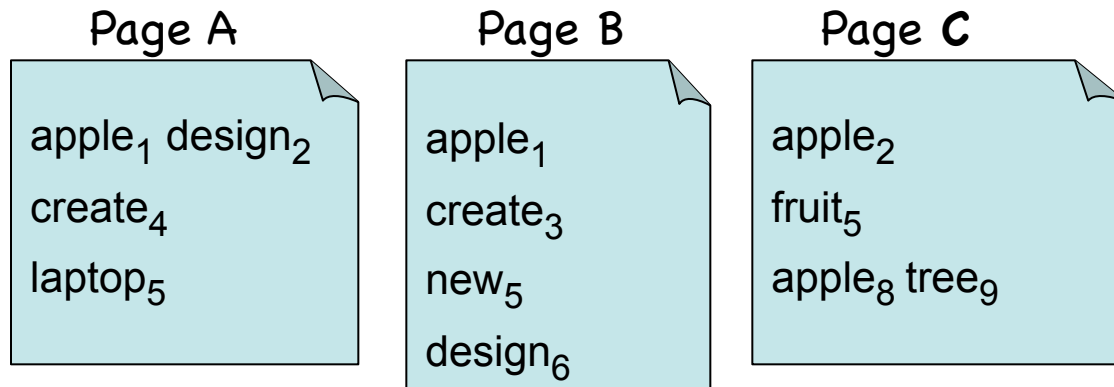 Page A
apple₁ design₂
create₄
laptop₅
Page B
apple₁
create₃
new₅
design₆
Page C
apple₂
fruit₅
apple₈ tree₉